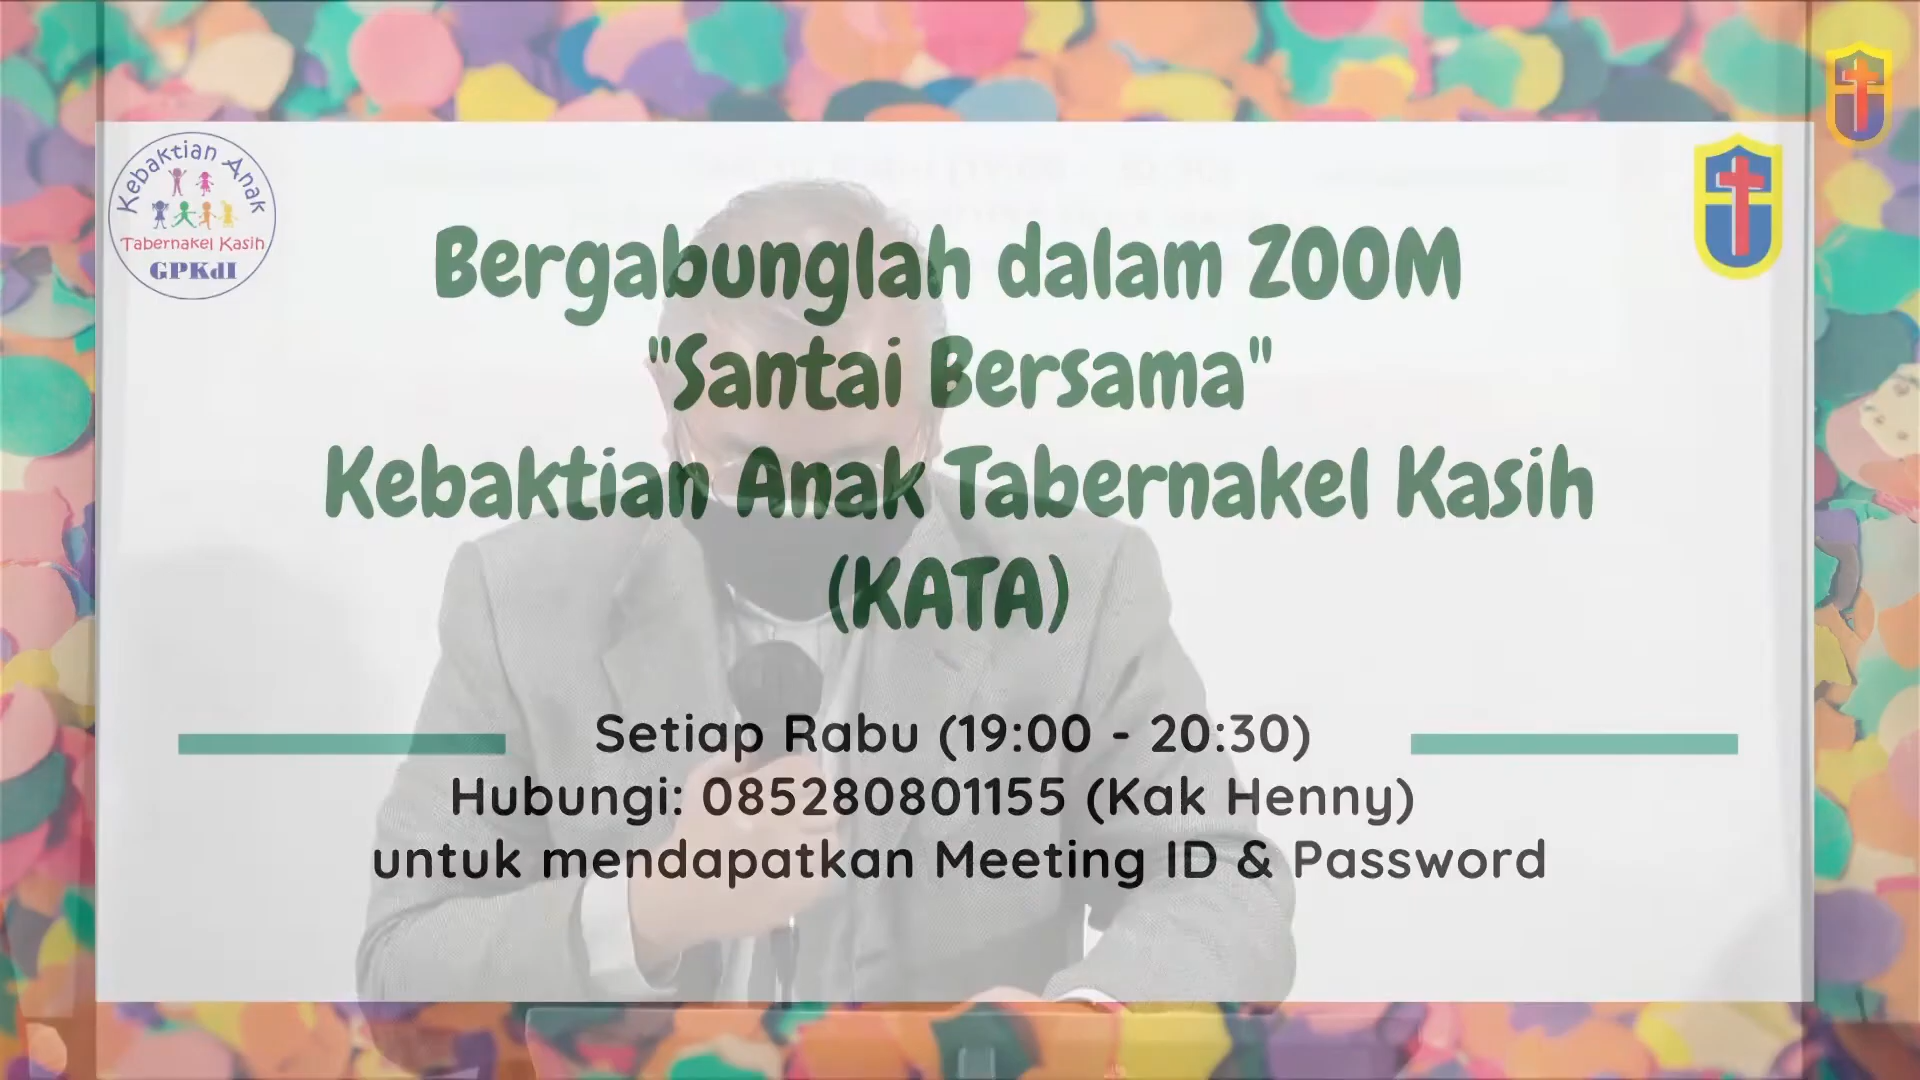 Kebaktian Anak
Tabernakel Kasih
GPKdI
Bergabunglah dalam ZOOM
"Santai Bersama"
Kebaktian Anak Tabernakel Kasih
(KATA)
Setiap Rabu (19:00 - 20:30)
Hubungi: 085280801155 (Kak Henny)
untuk mendapatkan Meeting ID & Password